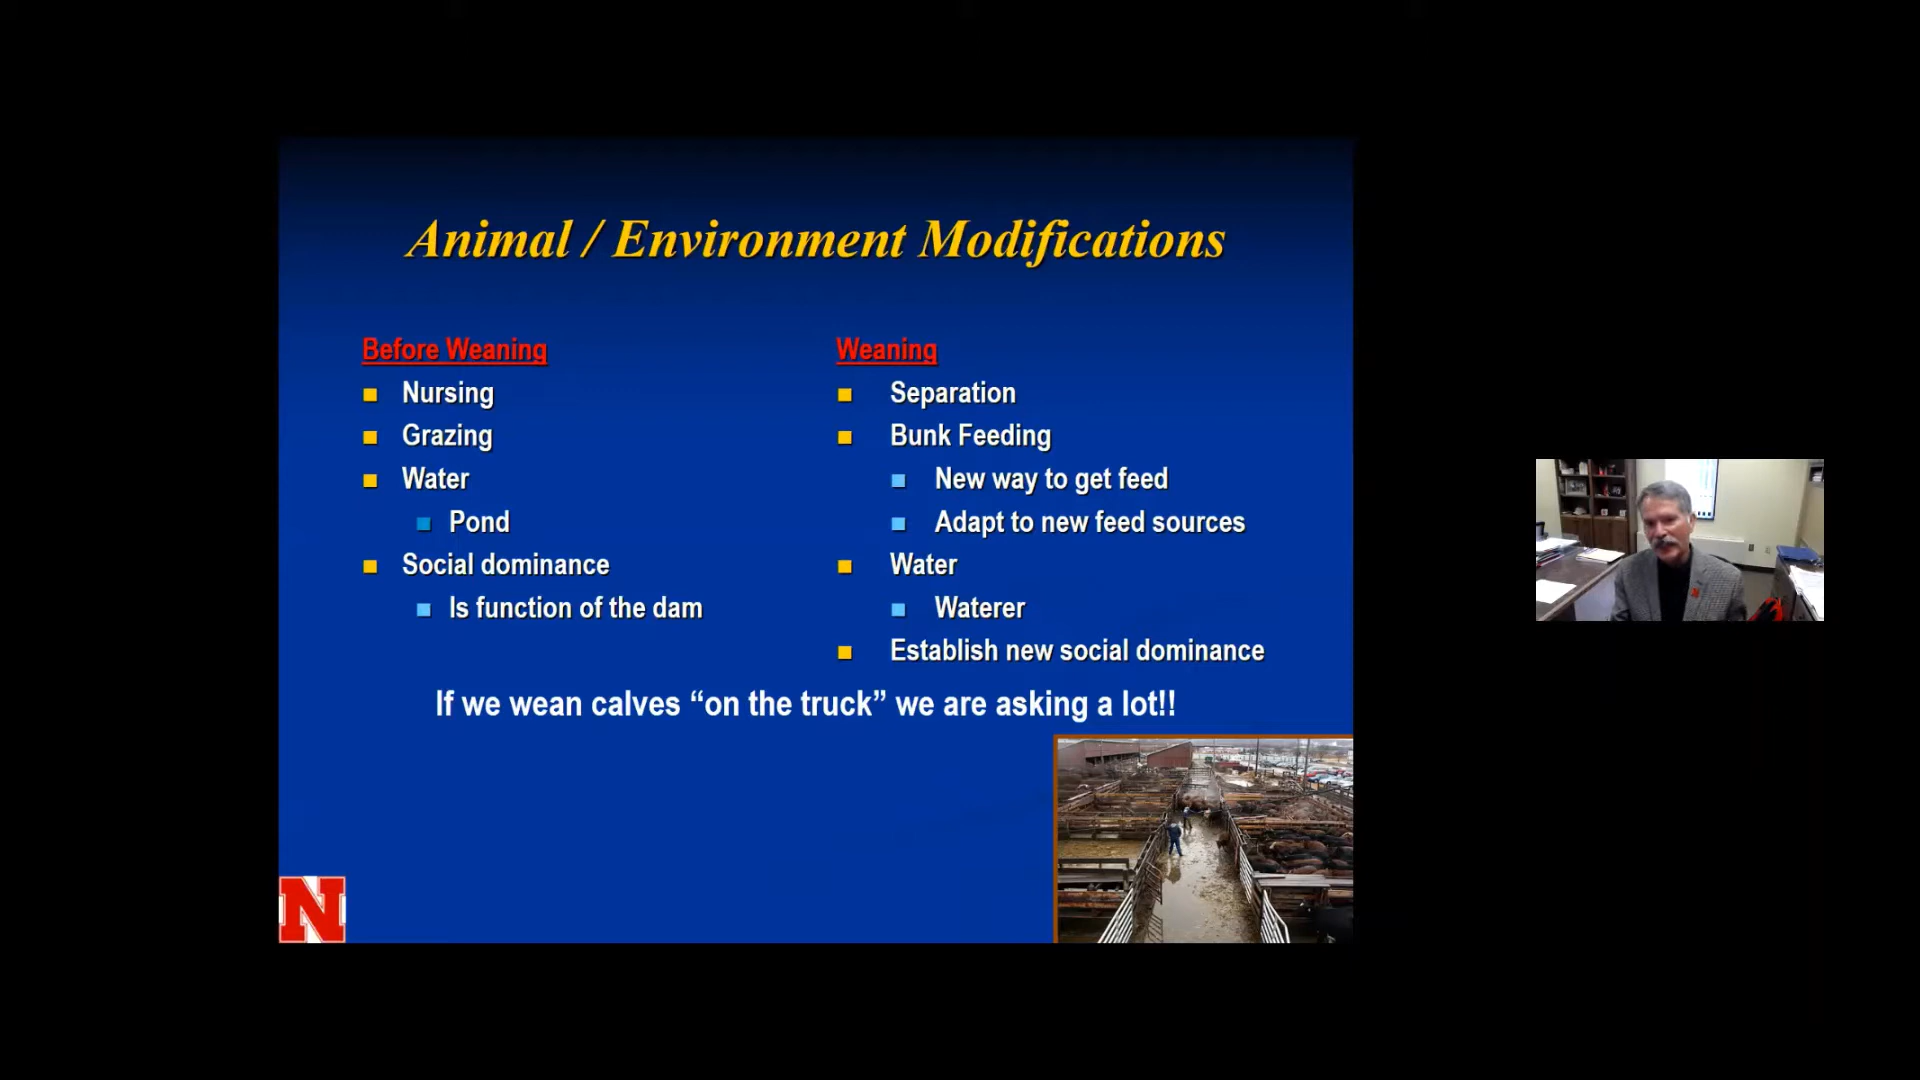 Animal / Environment Modifications
Before Weaning
Nursing
Grazing
Water
Pond
Social dominance
Is function of the dam
Weaning
Separation
Bunk Feeding
New way to get feed
Adapt to new feed sources
Water
Waterer
Establish new social dominance
If we wean calves “on the truck” we are asking a lot!!
N